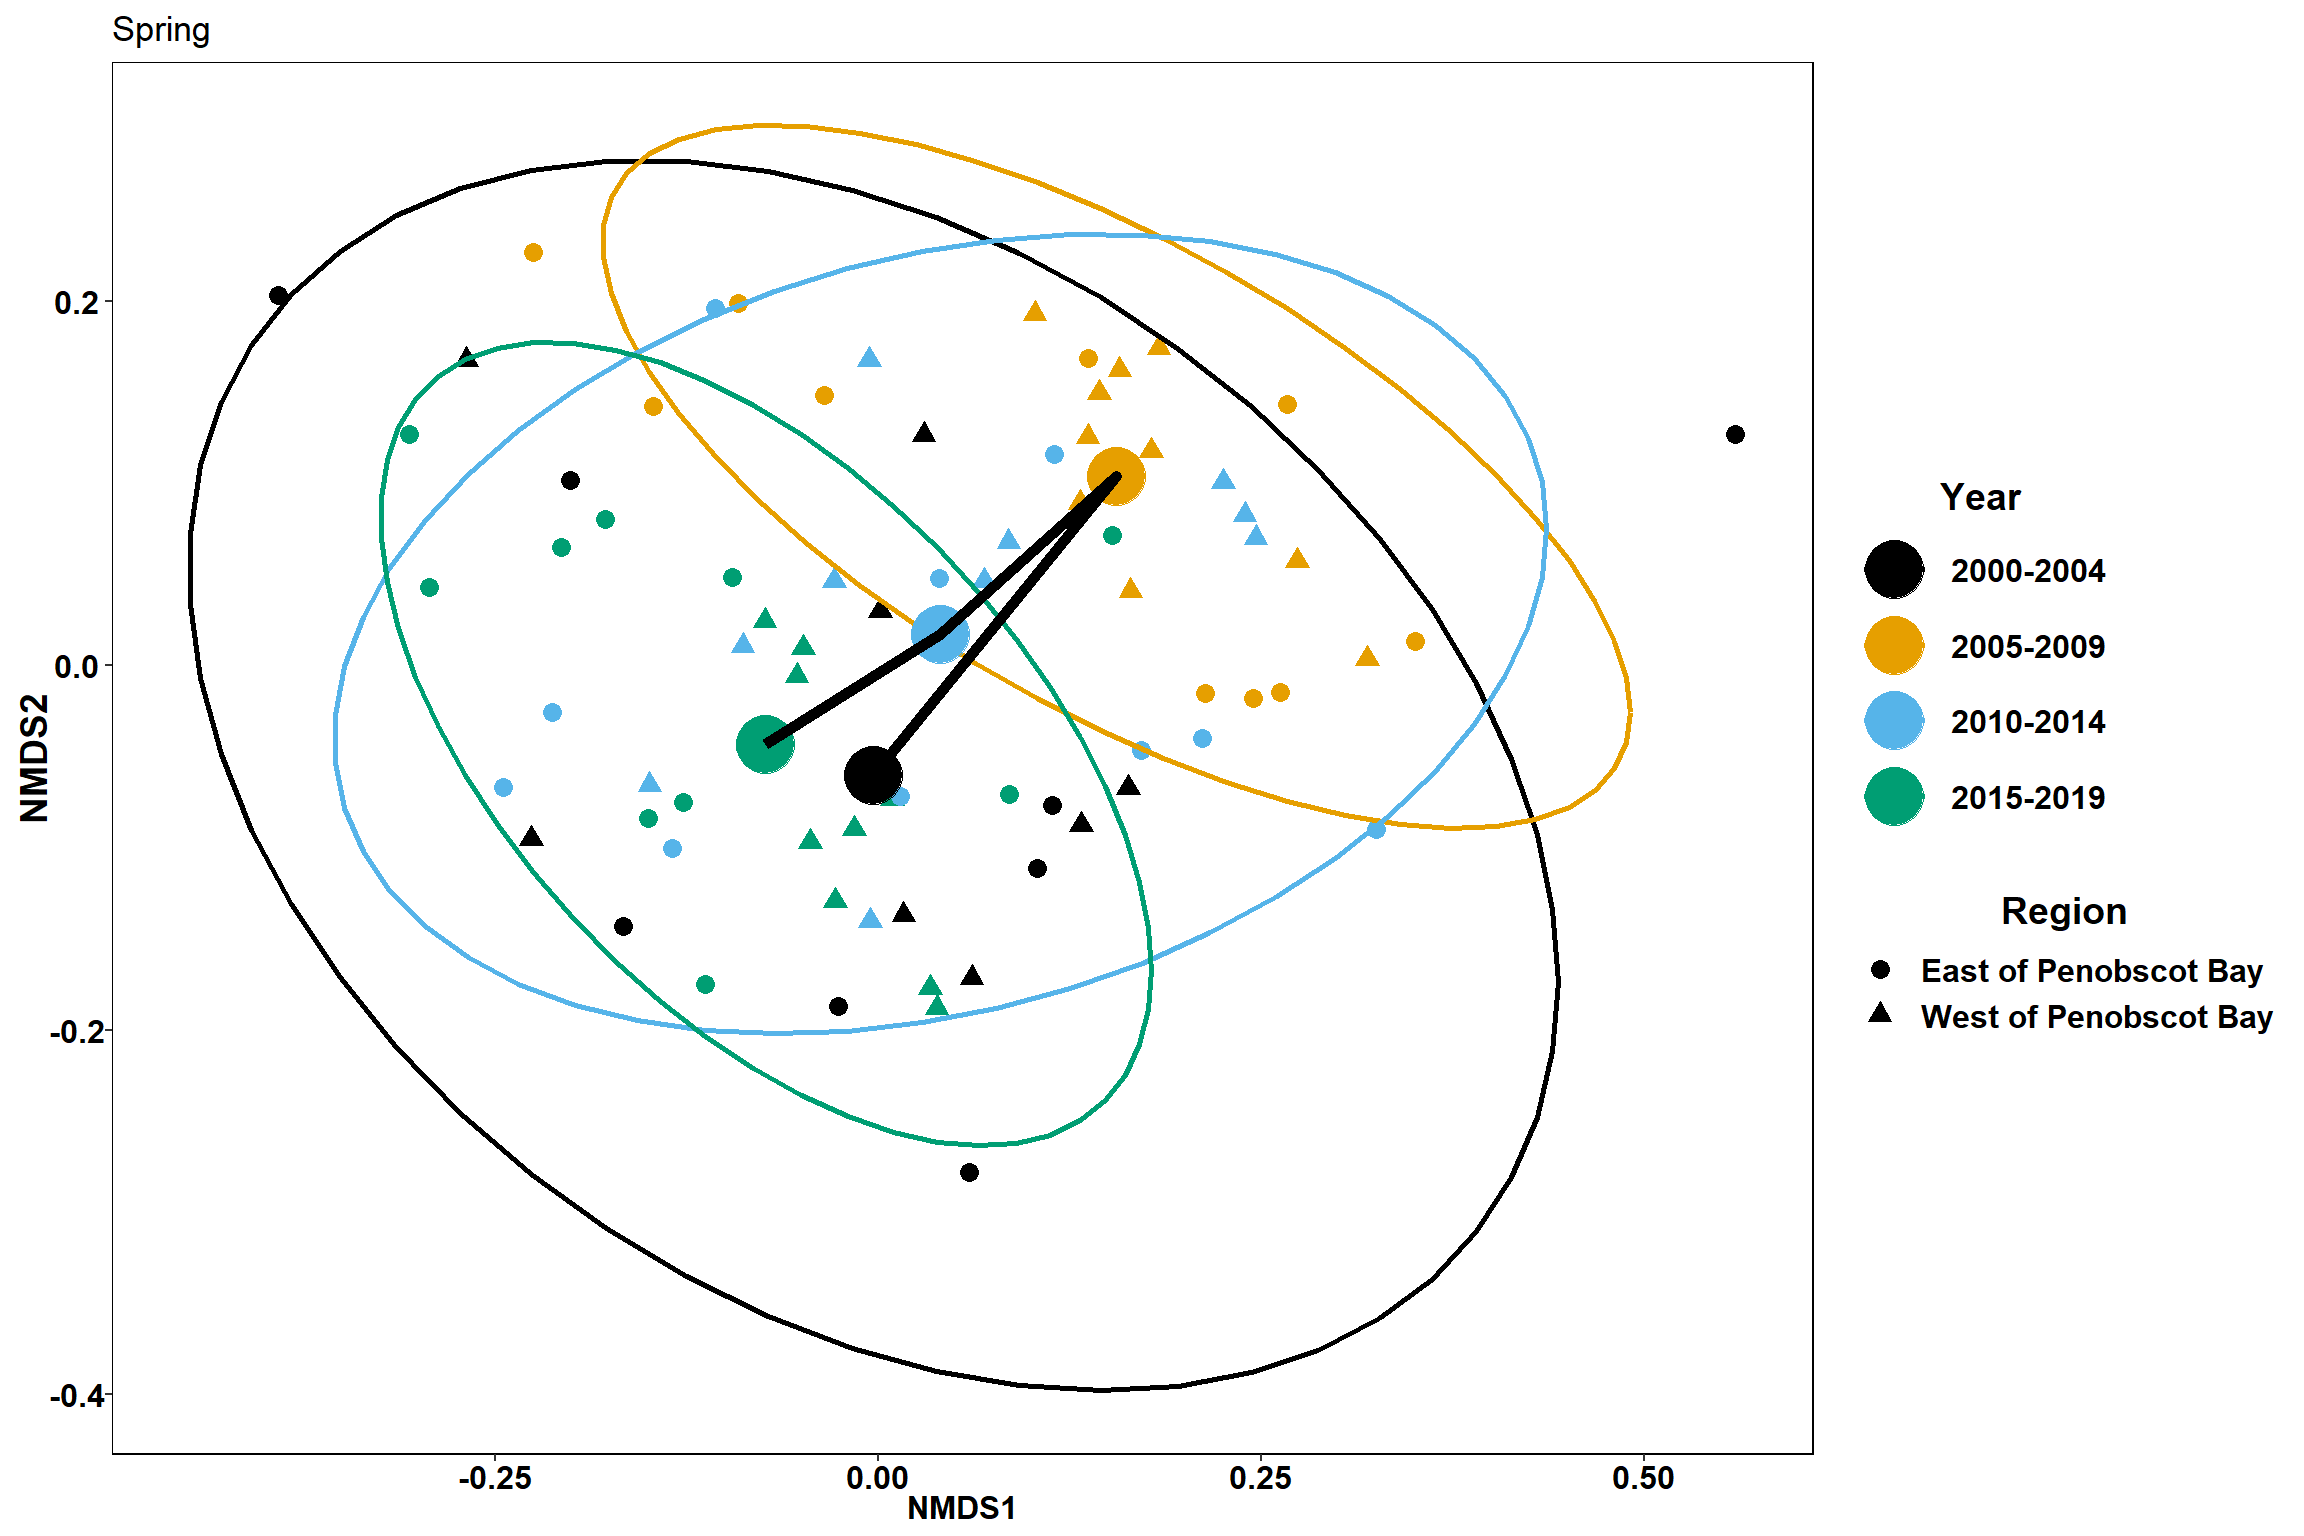 Spring
NMDS2
0.2
0.0
-0.2
-0.4
-0.25
0.00
0.25
0.50
NMDS1
Year
2000-2004
2005-2009
2010-2014
2015-2019
Region
East of Penobscot Bay
West of Penobscot Bay